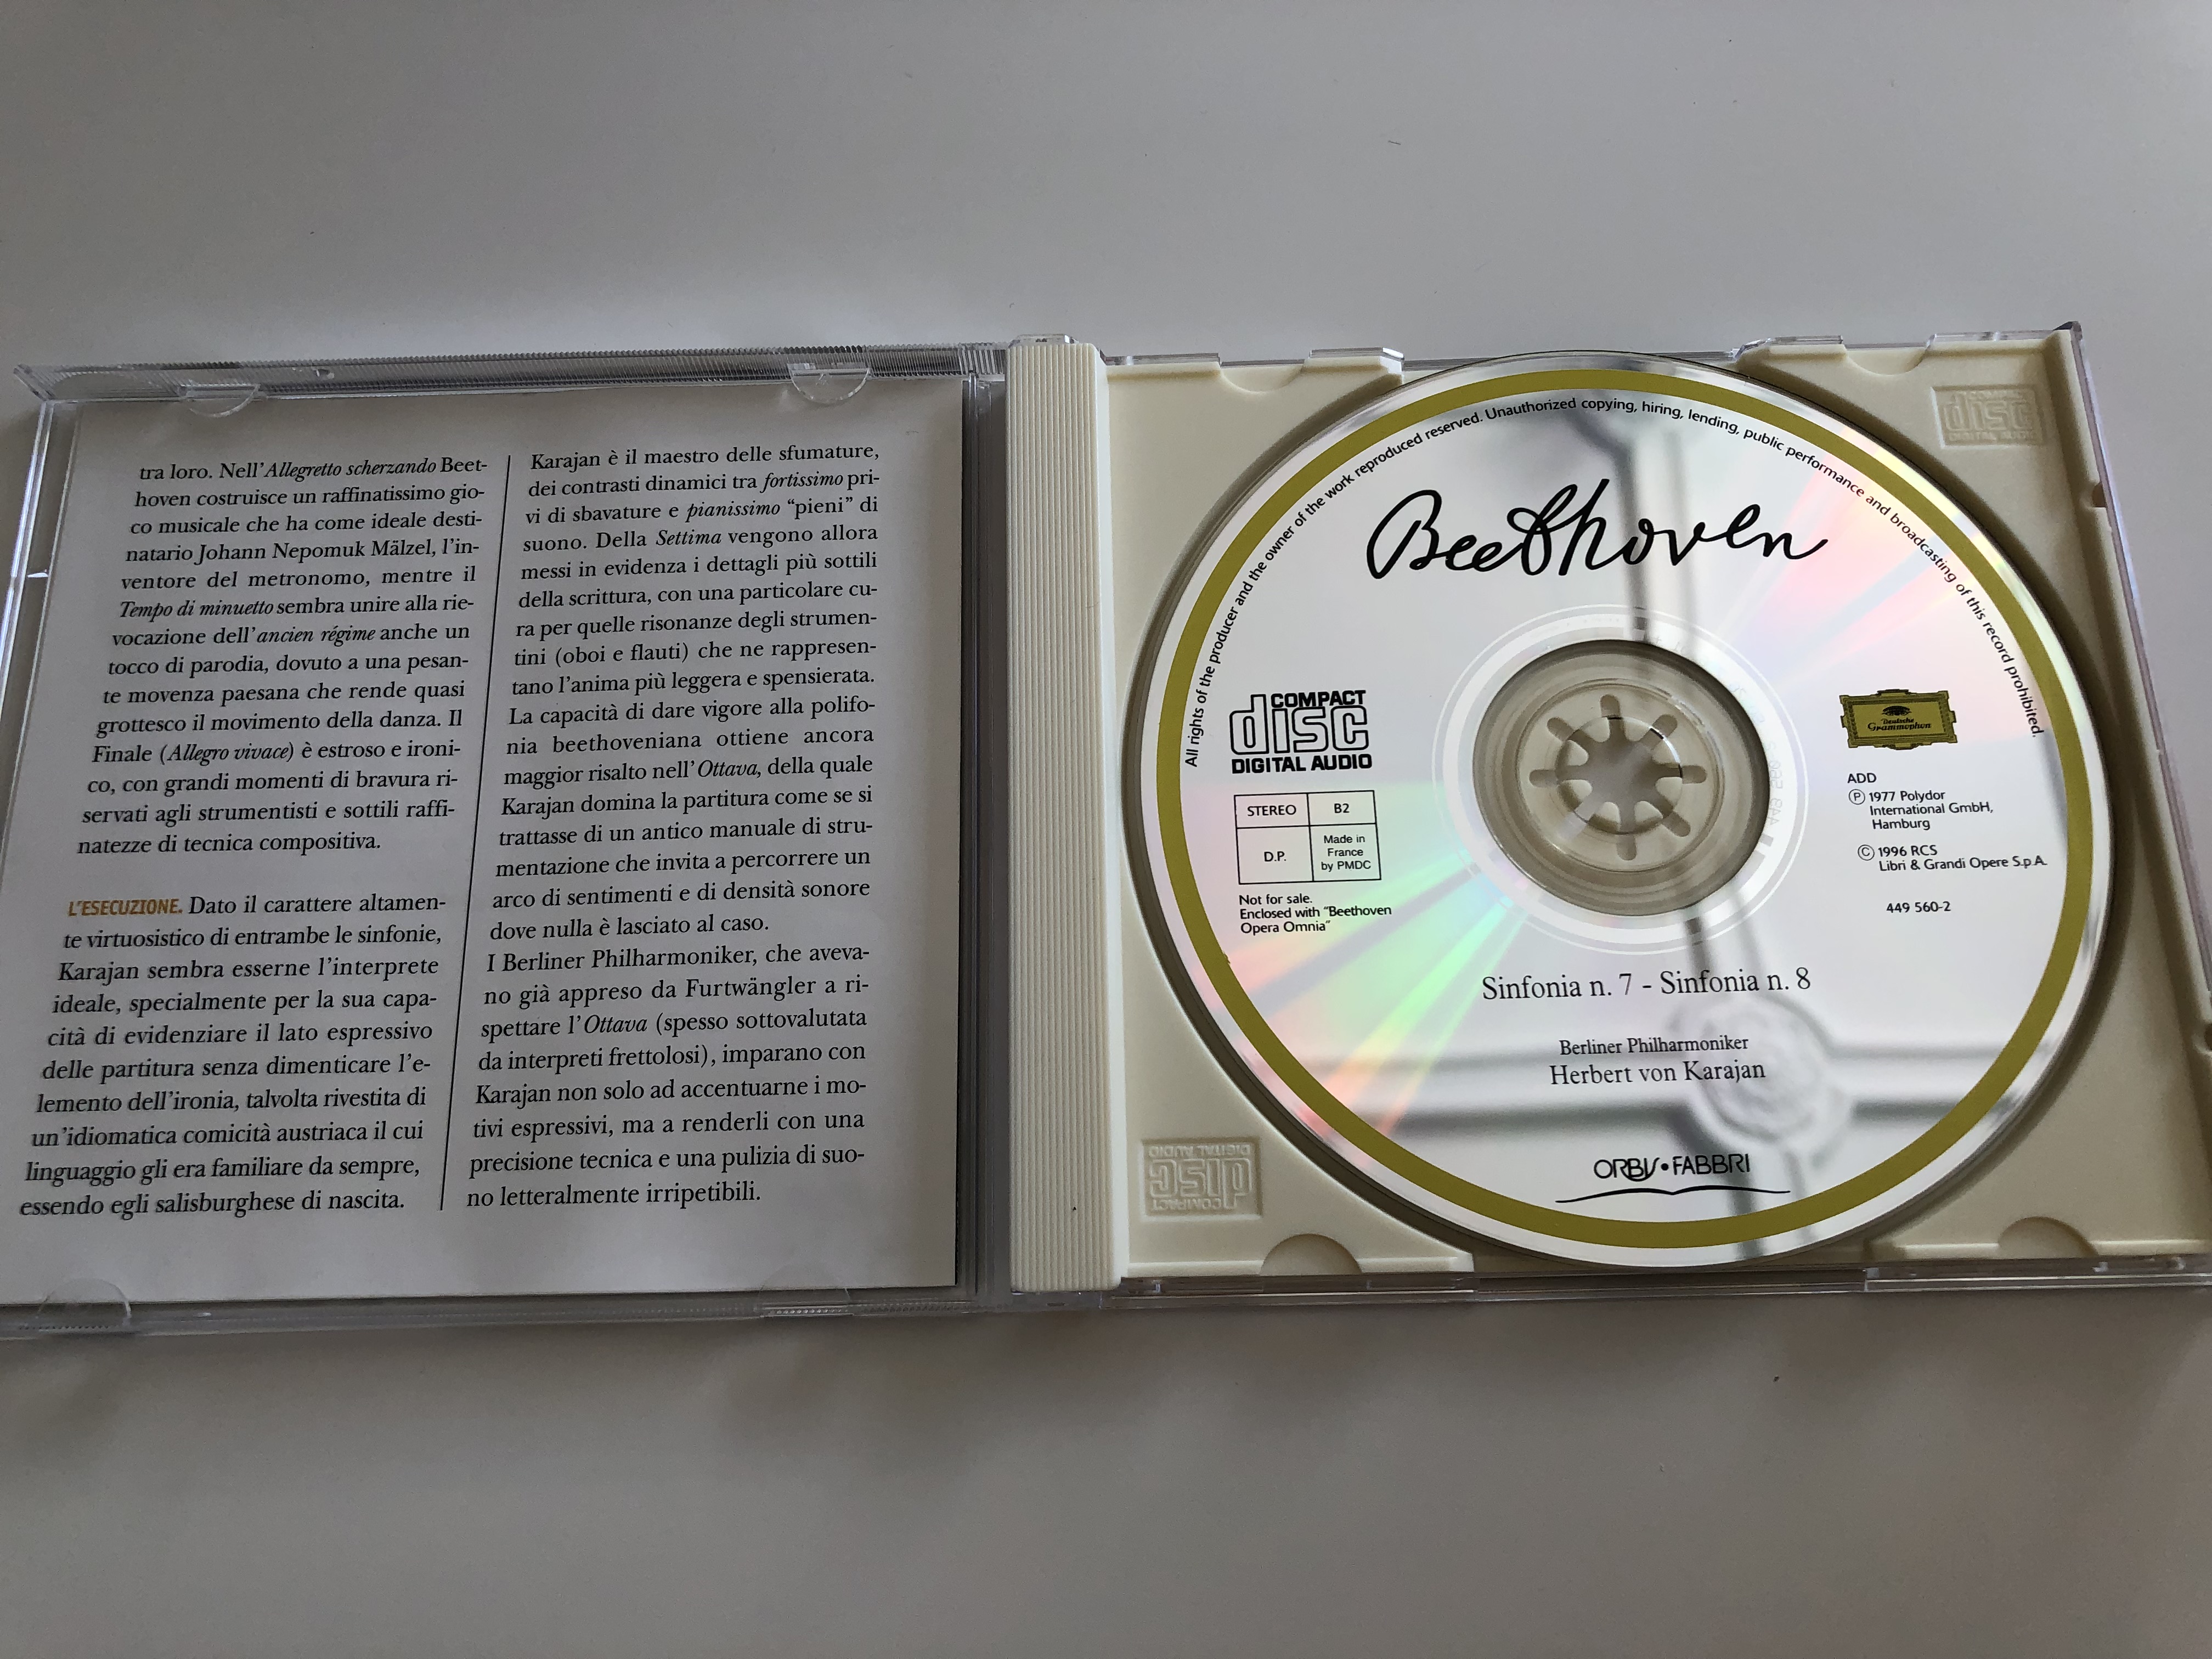 tra loro. Nell'Allegretto scherzando Beet-
hoven costruisce un raffinatissimo gio-
co musicale che ha come ideale desti-
natario Johann Nepomuk Mälzel, l'in-
ventore del metronomo, mentre il
Tempo di minuetto sembra unire alla rie-
vocazione dell'ancien régime anche un
tocco di parodia, dovuto a una pesan-
te movenza paesana che rende quasi
grottesco il movimento della danza. Il
Finale (Allegro vivace) è estroso e ironi-
co, con grandi momenti di bravura ri-
servati agli strumentisti e sottili raffi-
natezze di tecnica compositiva.
L'ESECUZIONE. Dato il carattere altamen-
te virtuosistico di entrambe le sinfonie,
Karajan sembra esserne l'interprete
ideale, specialmente per la sua capa-
cità di evidenziare il lato espressivo
delle partitura senza dimenticare l'e-
lemento dell'ironia, talvolta rivestita di
un'idiomatica comicità austriaca il cui
linguaggio gli era familiare da sempre,
essendo egli salisburghese di nascita.
Karajan è il maestro delle sfumature,
dei contrasti dinamici tra fortissimo pri-
vi di sbavature e pianissimo “pieni” di
suono. Della Settima vengono allora
messi in evidenza i dettagli più sottili
della scrittura, con una particolare cu-
ra per quelle risonanze degli strumen-
tini (oboi e flauti) che ne rappresen-
tano l'anima più leggera e spensierata.
La capacità di dare vigore alla polifo-
nia beethoveniana ottiene ancora
maggior risalto nell'Ottava, della quale
Karajan domina la partitura come se si
trattasse di un antico manuale di stru-
mentazione che invita a percorrere un
arco di sentimenti e di densità sonore
dove nulla è lasciato al caso.
I Berliner Philharmoniker, che aveva-
no già appreso da Furtwängler a ri-
spettare l'Ottava (spesso sottovalutata
da interpreti frettolosi), imparano con
Karajan non solo ad accentuarne i mo-
tivi espressivi, ma a renderli con una
precisione tecnica e una pulizia di suo-
no letteralmente irripetibili.
All rights of the producer and the owner of the work reproduced reserved. Unauthorized copying, hiring, lending, public performance and broadcasting of this record prohibited.
Beethoven
COMPACT
disc
DIGITAL AUDIO
STEREO B2
D.P. Made in
France
by PMDC
Not for sale.
Enclosed with "Beethoven
Opera Omnia"
Deutsche
Grammophon
ADD
Ⓟ 1977 Polydor
International GmbH,
Hamburg
© 1996 RCS
Libri & Grandi Opere S.p.A.
449 560-2
Sinfonia n. 7 - Sinfonia n. 8
Berliner Philharmoniker
Herbert von Karajan
ORBIS • FABBRI
COMPACT
disc
DIGITAL AUDIO
COMPACT
disc
DIGITAL AUDIO